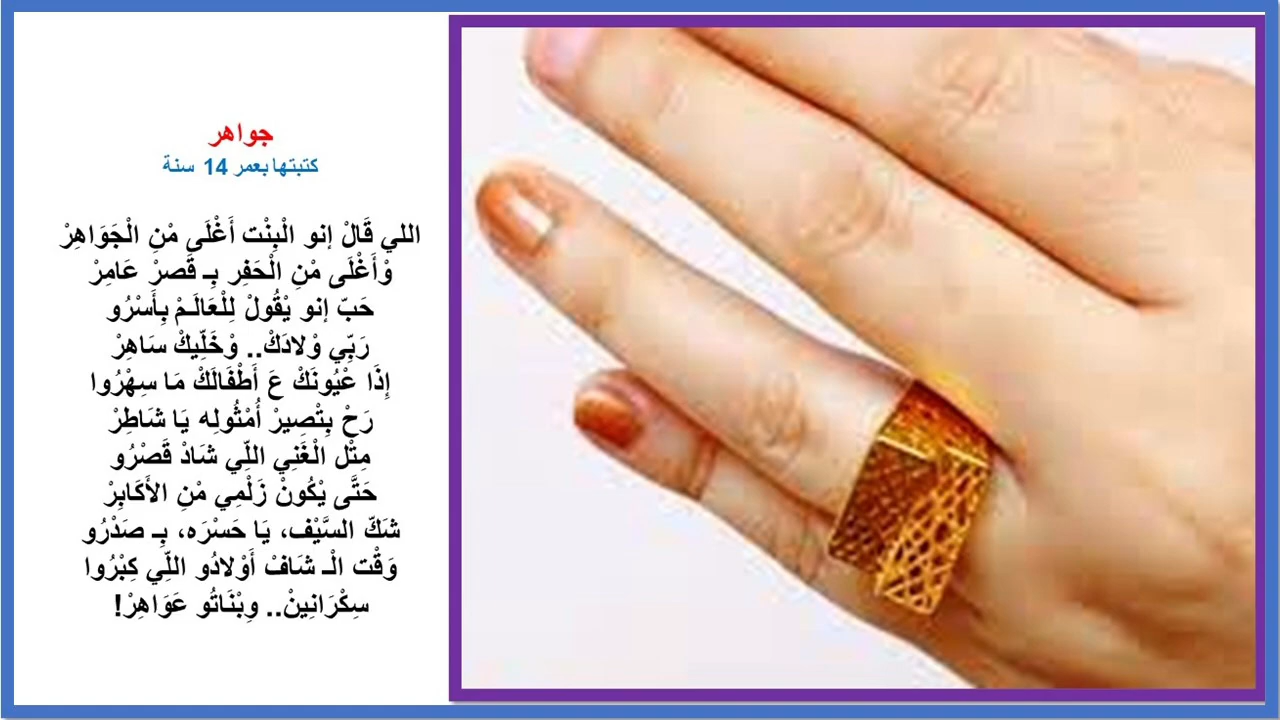 جواهر
كتبتها بعمر 14 سنة
اللي قَالْ إنو الْبِنْت أَغْلَى مْنِ الْجَوَاهِرْ
وْأَغْلَى مْنِ الْحَفِر بِـ قَصرْ عَامِرْ
حَبّ إنو يْقُولْ لِلْعَالَمْ بِأَسْرُو
رَبِّي وْلادَكْ.. وْخَلِّيكْ سَاهِرْ
إِذَا عْيُونَكْ عَ أَطْفَالَكْ مَا سِهْرُوا
رَحْ بِتْصِيرْ أُمْثُولِه يَا شَاطِرْ
مِتْل الْغَنِي اللِّي شَادْ قَصْرُو
حَتَّى يْكُونْ زَلْمِي مْنِ الأَكَابِرْ
شَكّ السَّيْف، يَا حَسْرَه، بِـ صَدْرُو
وَقْت الْـ شَافْ أَوْلادُو اللِّي كِبْرُوا
سِكْرَانِينْ.. وِبْنَاتُو عَوَاهِرْ!